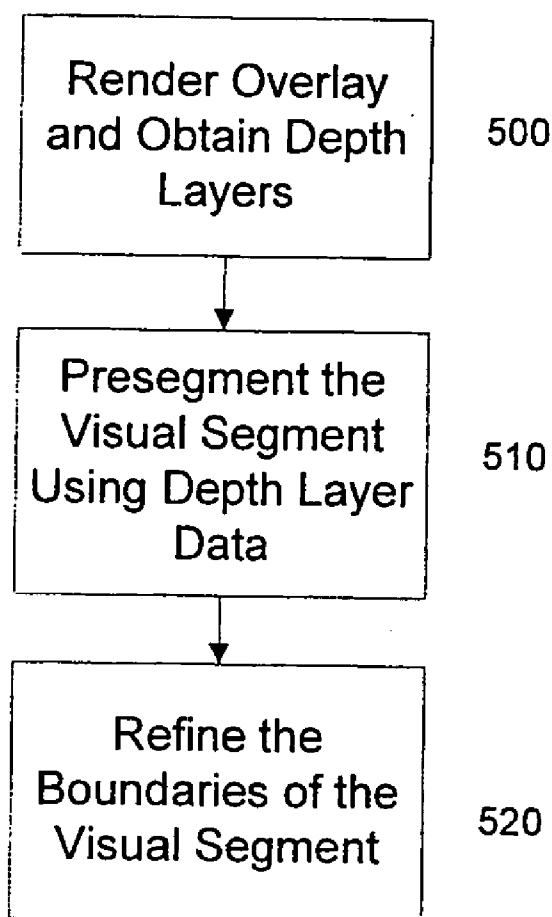 Render Overlay
and Obtain Depth
Layers
500
Presegment the
Visual Segment
Using Depth Layer
Data
510
Refine the
Boundaries of the
Visual Segment
520